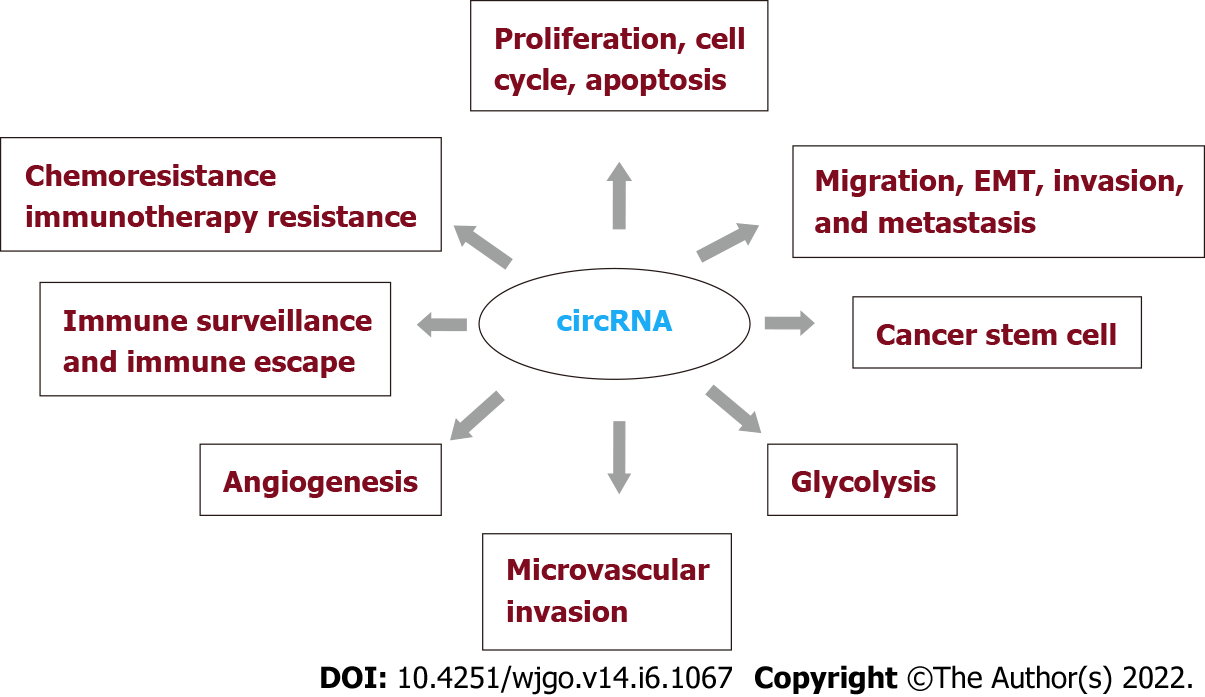 Proliferation, cell
cycle, apoptosis
Chemoresistance
immunotherapy resistance
Migration, EMT, invasion,
and metastasis
Immune surveillance
and immune escape
circRNA
Cancer stem cell
Angiogenesis
Glycolysis
Microvascular
invasion
DOI: 10.4251/wjgo.v14.i6.1067 Copyright ©The Author(s) 2022.